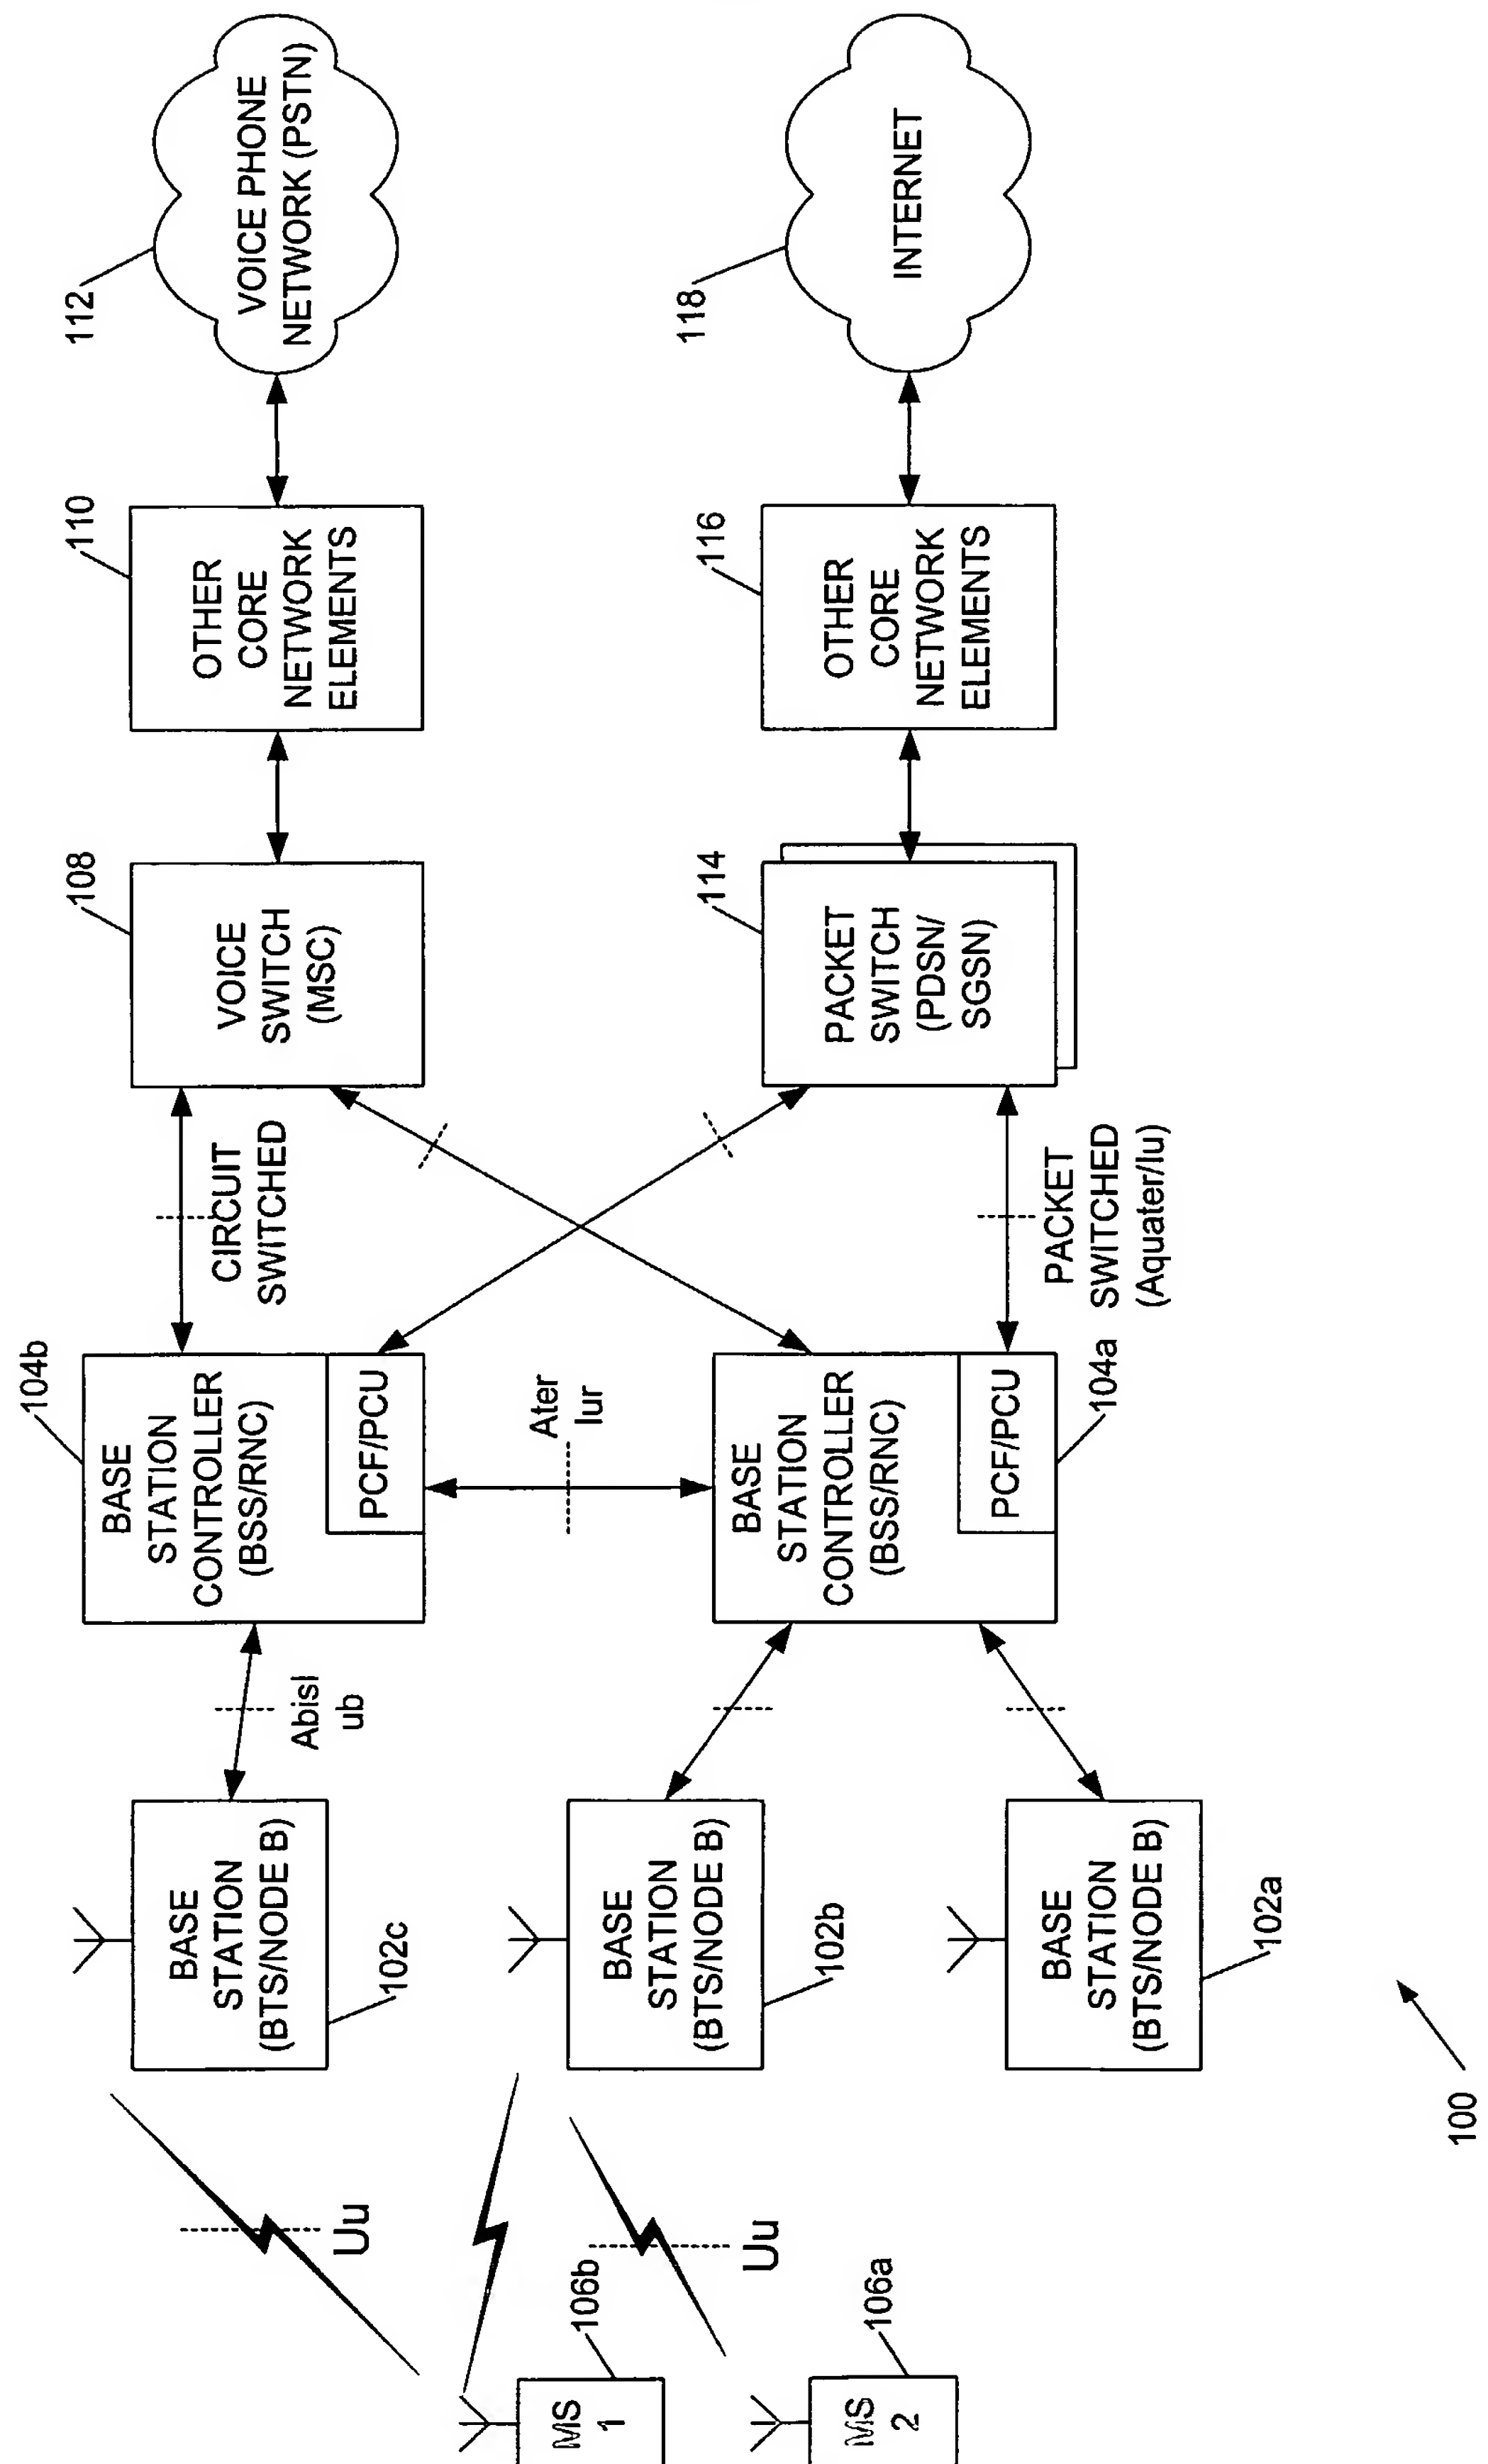 MS
1
106b
MS
2
106a
Uu
Uu
100
BASE
STATION
(BTS/NODE B)
102c
BASE
STATION
(BTS/NODE B)
102b
BASE
STATION
(BTS/NODE B)
102a
Abisl
ub
104b
BASE
STATION
CONTROLLER
(BSS/RNC)
PCF/PCU
Ater
Iur
BASE
STATION
CONTROLLER
(BSS/RNC)
PCF/PCU
104a
CIRCUIT
SWITCHED
PACKET
SWITCHED
(Aquater/Iu)
108
VOICE
SWITCH
(MSC)
114
PACKET
SWITCH
(PDSN/
SGSN)
110
OTHER
CORE
NETWORK
ELEMENTS
116
OTHER
CORE
NETWORK
ELEMENTS
112
VOICE PHONE
NETWORK (PSTN)
118
INTERNET